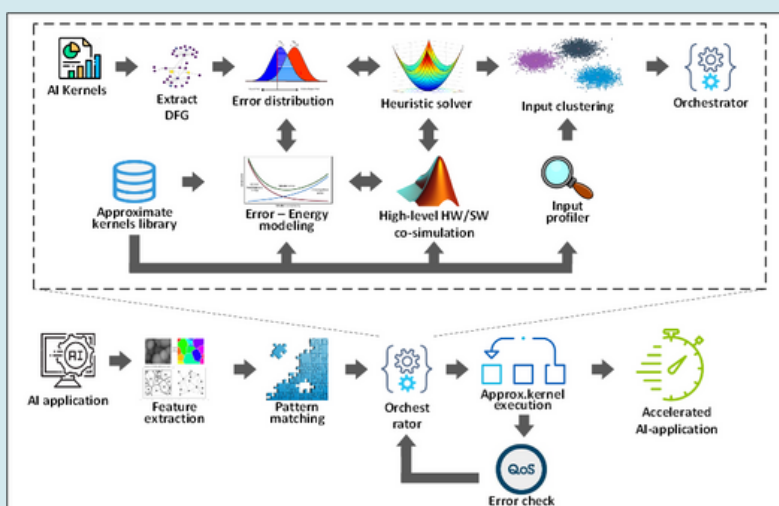 AI Kernels
Extract
DFG
Error distribution
Heuristic solver
Input clustering
Orchestrator
Approximate
kernels library
Error – Energy
modeling
High-level HW/SW
co-simulation
Input
profiler
AI
AI application
Feature
extraction
Pattern
matching
Orchest
rator
Approx.kernel
execution
Accelerated
AI-application
QoS
Error check